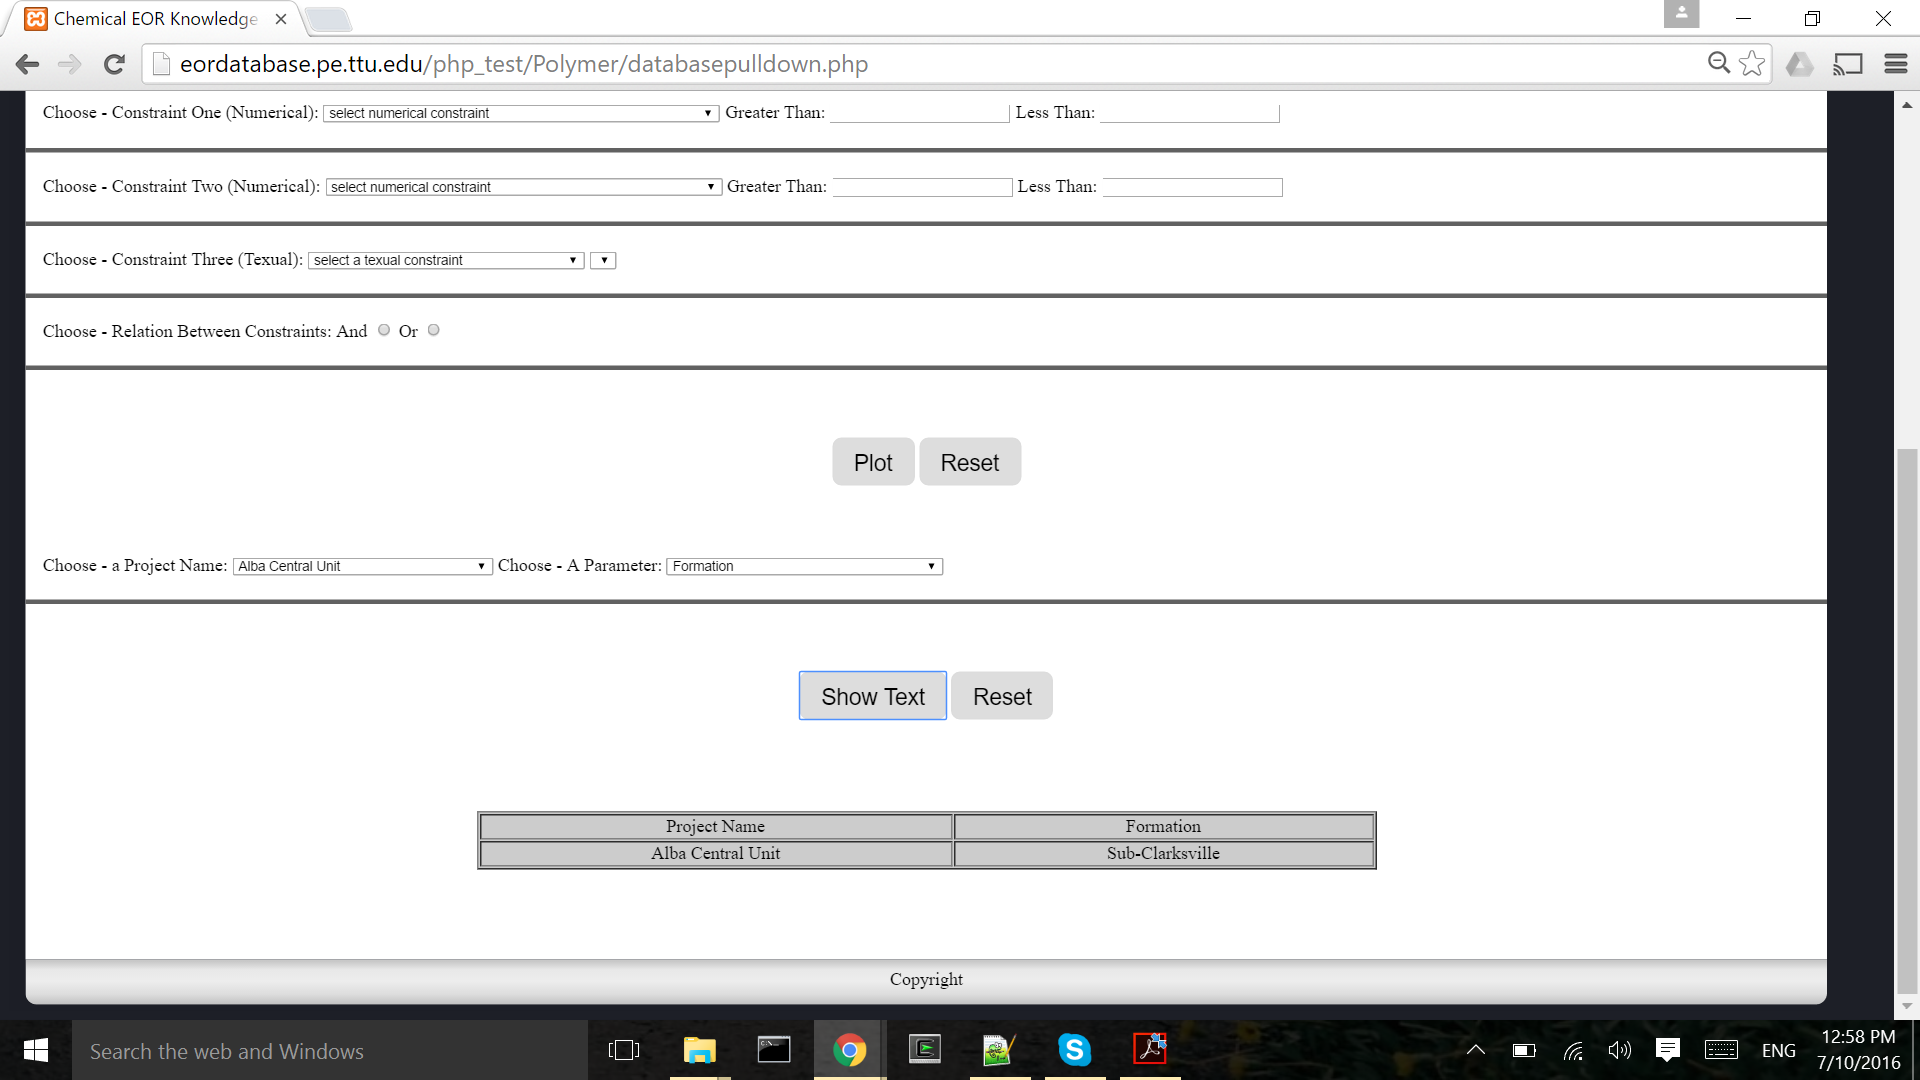 Chemical EOR Knowledge
eordatabase.pe.ttu.edu/php_test/Polymer/databasepulldown.php
Choose - Constraint One (Numerical): select numerical constraint Greater Than: Less Than:
Choose - Constraint Two (Numerical): select numerical constraint Greater Than: Less Than:
Choose - Constraint Three (Texual): select a texual constraint
Choose - Relation Between Constraints: And Or
Plot Reset
Choose - a Project Name: Alba Central Unit Choose - A Parameter: Formation
Show Text Reset
Project Name Formation
Alba Central Unit Sub-Clarksville
Copyright
Search the web and Windows
ENG
12:58 PM
7/10/2016